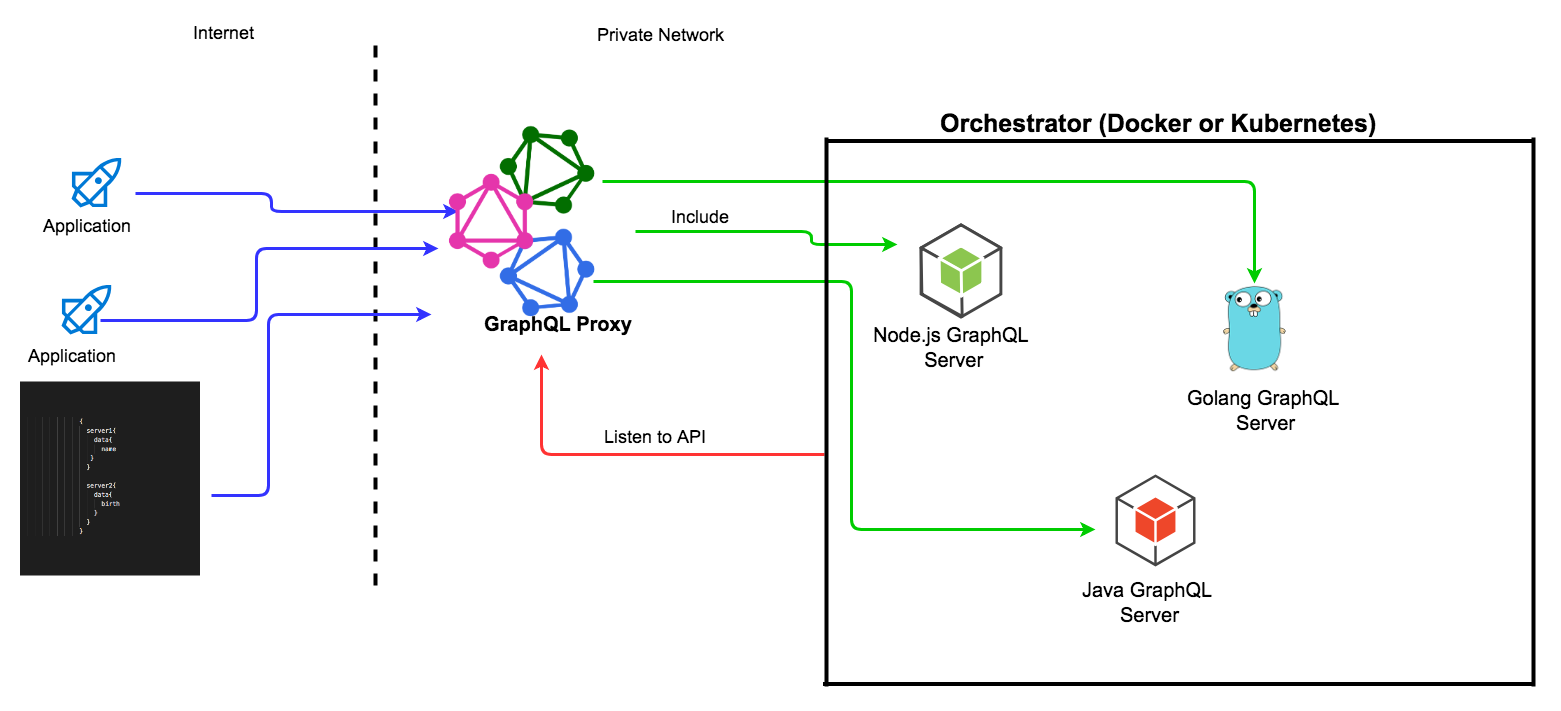 Internet
Private Network
Orchestrator (Docker or Kubernetes)
Application
Include
Application
GraphQL Proxy
Node.js GraphQL
Server
Golang GraphQL
Server
Listen to API
{
server1{
data{
name
}
}
server2{
data{
birth
}
}
}
Java GraphQL
Server